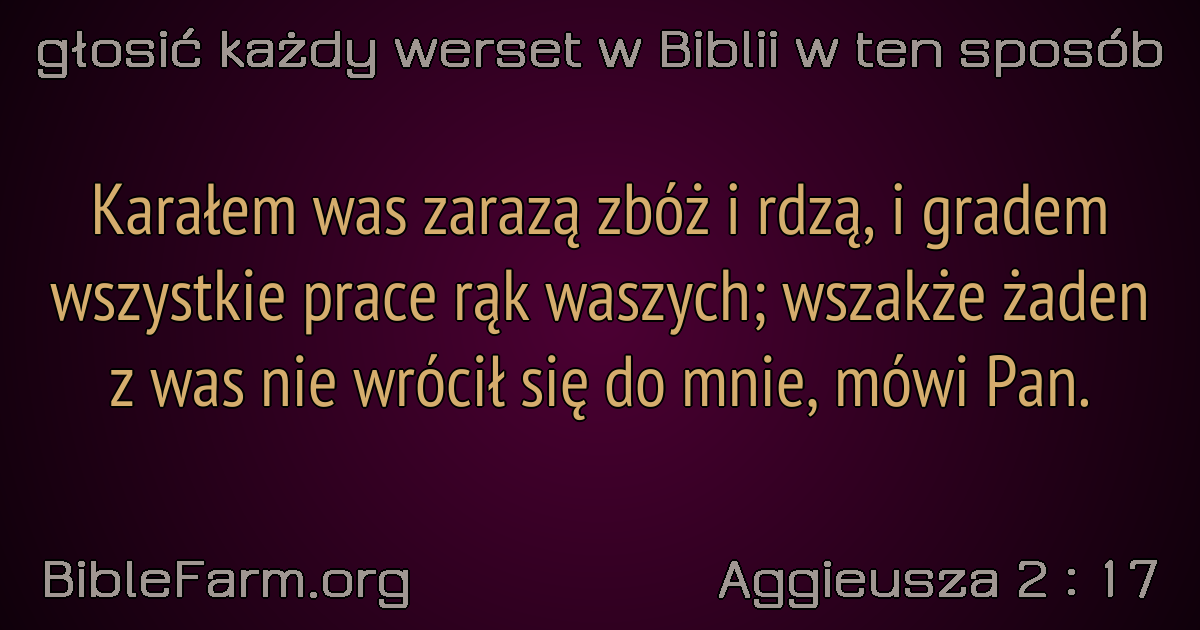 głosić każdy werset w Biblii w ten sposób
Karałem was zarazą zbóż i rdzą, i gradem
wszystkie prace rąk waszych; wszakże żaden
z was nie wrócił się do mnie, mówi Pan.
BibleFarm.org
Aggieusza 2 : 17